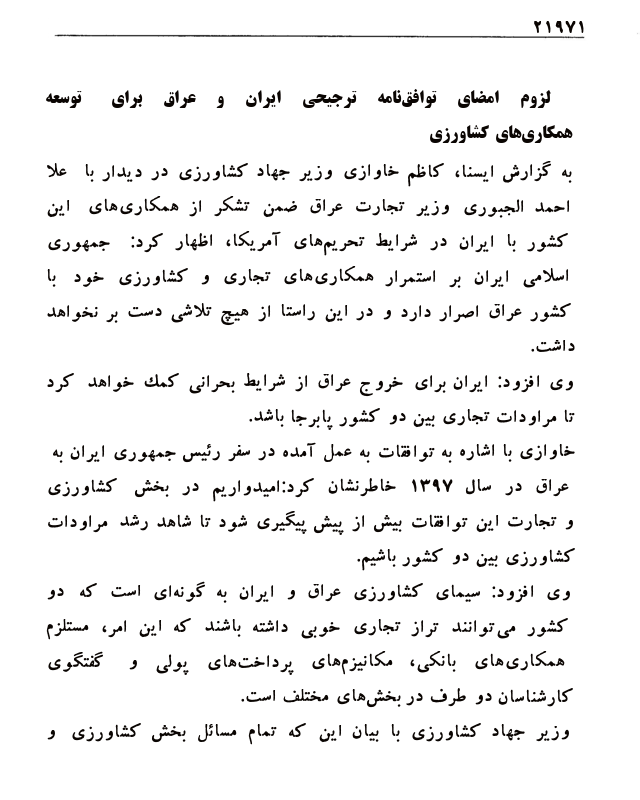 ۲۱۹۷۱
لزوم امضای توافق‌نامه ترجیحی ایران و عراق برای توسعه
همکاری‌های کشاورزی
به گزارش ایسنا، کاظم خاوازی وزیر جهاد کشاورزی در دیدار با علا
احمد الجبوری وزیر تجارت عراق ضمن تشکر از همکاری‌های این
کشور با ایران در شرایط تحریم‌های آمریکا، اظهار کرد: جمهوری
اسلامی ایران بر استمرار همکاری‌های تجاری و کشاورزی خود با
کشور عراق اصرار دارد و در این راستا از هیچ تلاشی دست بر نخواهد
داشت.
وی افزود: ایران برای خروج عراق از شرایط بحرانی کمك خواهد کرد
تا مراودات تجاری بین دو کشور پابرجا باشد.
خاوازی با اشاره به توافقات به عمل آمده در سفر رئیس جمهوری ایران به
عراق در سال ۱۳۹۷ خاطرنشان کرد:امیدواریم در بخش کشاورزی
و تجارت این توافقات بیش از پیش پیگیری شود تا شاهد رشد مراودات
کشاورزی بین دو کشور باشیم.
وی افزود: سیمای کشاورزی عراق و ایران به گونه‌ای است که دو
کشور می‌توانند تراز تجاری خوبی داشته باشند که این امر، مستلزم
همکاری‌های بانکی، مکانیزم‌های پرداخت‌های پولی و گفتگوی
کارشناسان دو طرف در بخش‌های مختلف است.
وزیر جهاد کشاورزی با بیان این که تمام مسائل بخش کشاورزی و